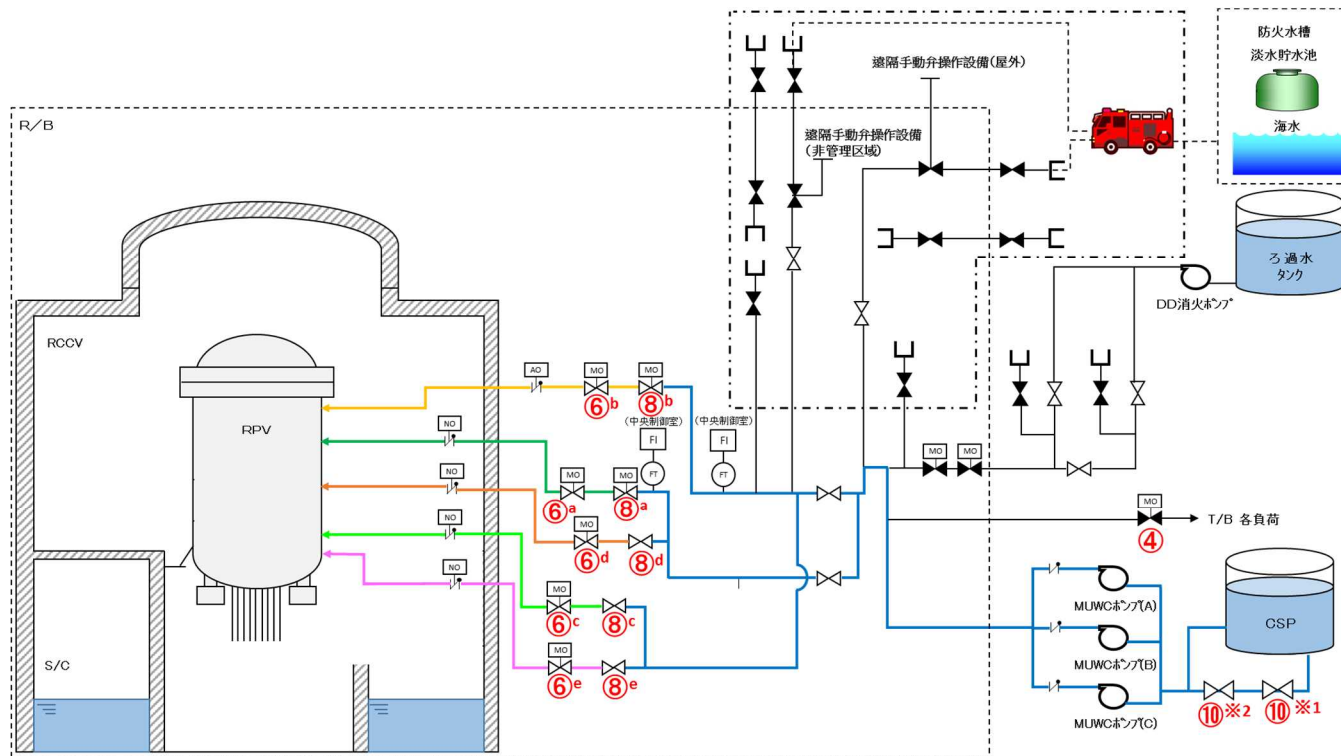 防火水槽
淡水貯水池
海水
遠隔手動弁操作設備(屋外)
遠隔手動弁操作設備
(非管理区域)
R/B
ろ過水
タンク
DD消火ポンプ
RCCV
RPV
S/C
AO
MO
MO
⑥b
⑧b
(中央制御室)
(中央制御室)
FI
FI
FT
FT
NO
MO
MO
⑥a
⑧a
NO
MO
⑥d
⑧d
NO
MO
⑥c
⑧c
NO
MO
⑥e
⑧e
MO
MO
MO
④
T/B 各負荷
MUWCポンプ(A)
MUWCポンプ(B)
MUWCポンプ(C)
CSP
⑩※2
⑩※1